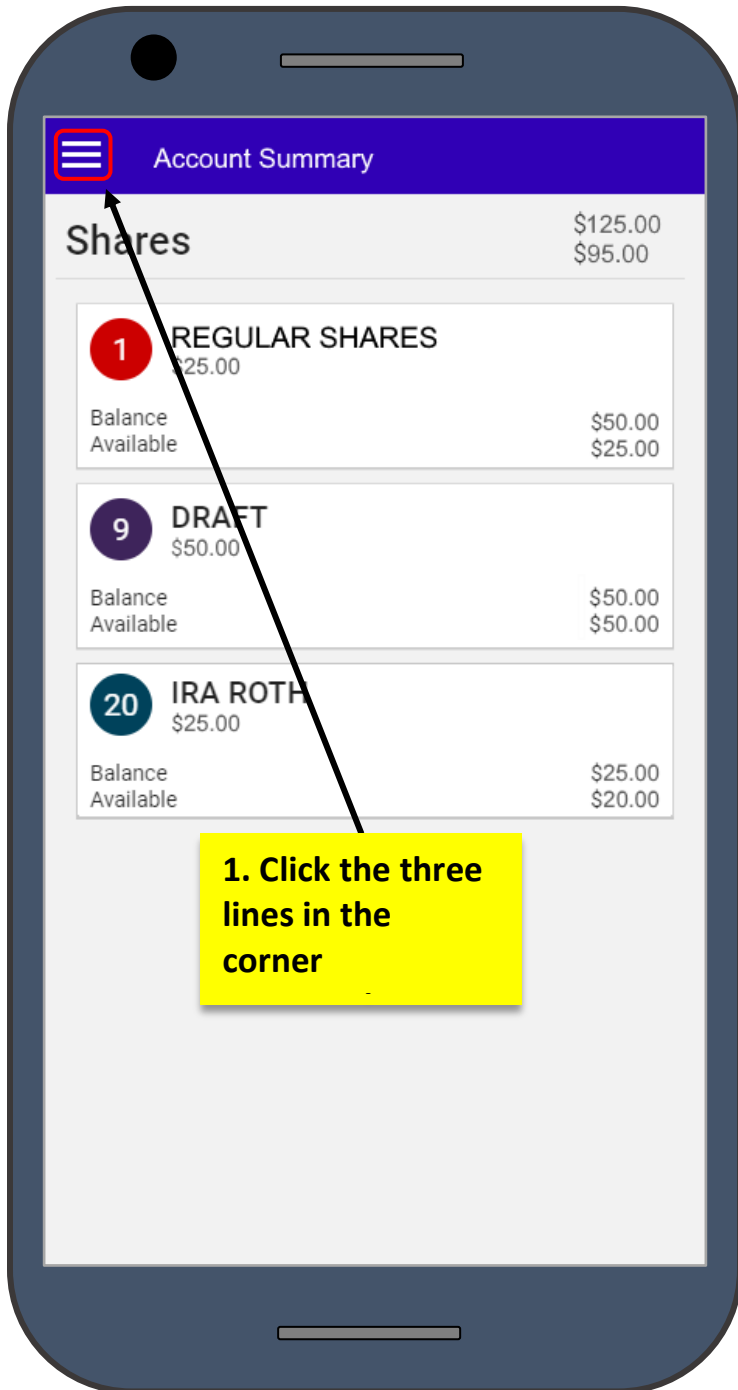 Account Summary
Shares
$125.00
$95.00
1
REGULAR SHARES
$25.00
Balance
$50.00
Available
$25.00
9
DRAFT
$50.00
Balance
$50.00
Available
$50.00
20
IRA ROTH
$25.00
Balance
$25.00
Available
$20.00
1. Click the three
lines in the
corner